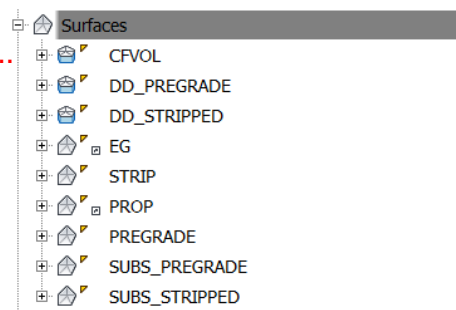 Surfaces
CFVOL
DD_PREGRADE
DD_STRIPPED
EG
STRIP
PROP
PREGRADE
SUBS_PREGRADE
SUBS_STRIPPED